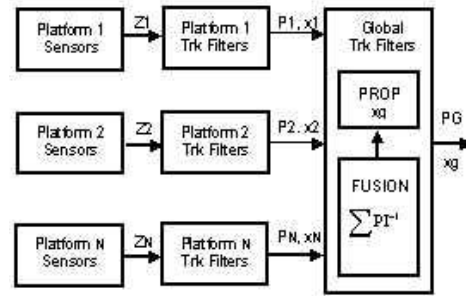 Platform 1
Sensors
Z1
Platform 1
Trk Filters
P1, x1
Global
Trk Filters
PROP
xg
Platform 2
Sensors
Z2
Platform 2
Trk Filters
P2. x2
PG
xg
FUSION
∑ PI⁻¹
Platform N
Sensors
ZN
Platform N
Trk Filters
PN, xN